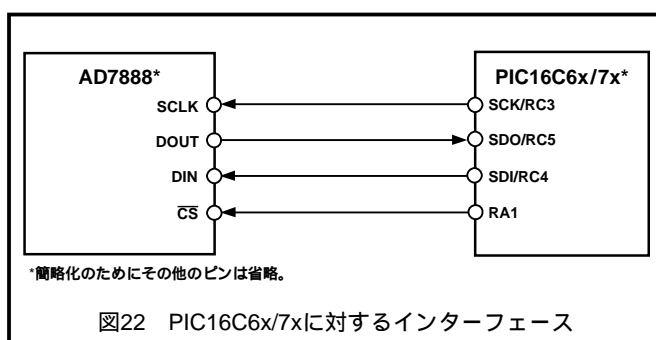 AD7888*
PIC16C6x/7x*
SCLK
SCK/RC3
DOUT
SDO/RC5
DIN
SDI/RC4
CS
RA1
*簡略化のためにその他のピンは省略。
図22 PIC16C6x/7xに対するインターフェース